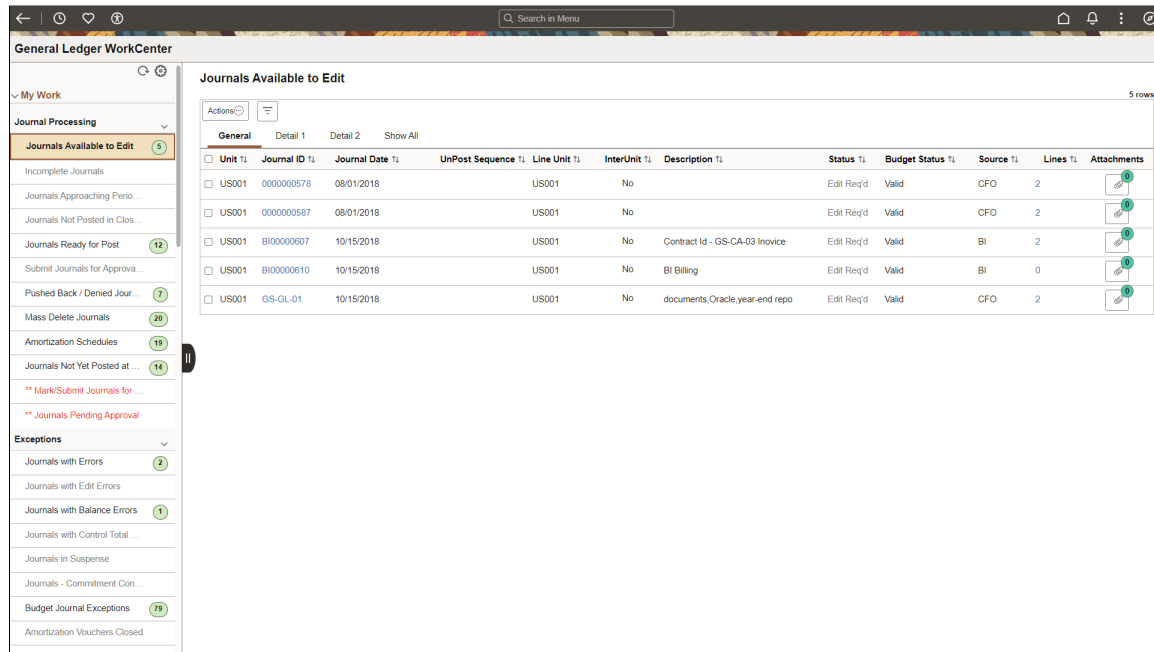 Search in Menu
General Ledger WorkCenter
My Work
Journal Processing
Journals Available to Edit 5
Incomplete Journals
Journals Approaching Perio...
Journals Not Posted in Clos...
Journals Ready for Post 12
Submit Journals for Approva...
Pushed Back / Denied Jour... 7
Mass Delete Journals 20
Amortization Schedules 19
Journals Not Yet Posted at ... 14
** Mark/Submit Journals for ...
** Journals Pending Approval
Exceptions
Journals with Errors 2
Journals with Edit Errors
Journals with Balance Errors 1
Journals with Control Total ...
Journals in Suspense
Journals - Commitment Con...
Budget Journal Exceptions 79
Amortization Vouchers Closed
Journals Available to Edit
5 rows
Actions
General Detail 1 Detail 2 Show All
Unit Journal ID Journal Date UnPost Sequence Line Unit InterUnit Description Status Budget Status Source Lines Attachments
US001 0000000578 08/01/2018 US001 No Edit Req'd Valid CFO 2 0
US001 0000000587 08/01/2018 US001 No Edit Req'd Valid CFO 2 0
US001 BI00000607 10/15/2018 US001 No Contract Id - GS-CA-03 Inovice Edit Req'd Valid BI 2 0
US001 BI00000610 10/15/2018 US001 No BI Billing Edit Req'd Valid BI 0 0
US001 GS-GL-01 10/15/2018 US001 No documents,Oracle,year-end repo Edit Req'd Valid CFO 2 0